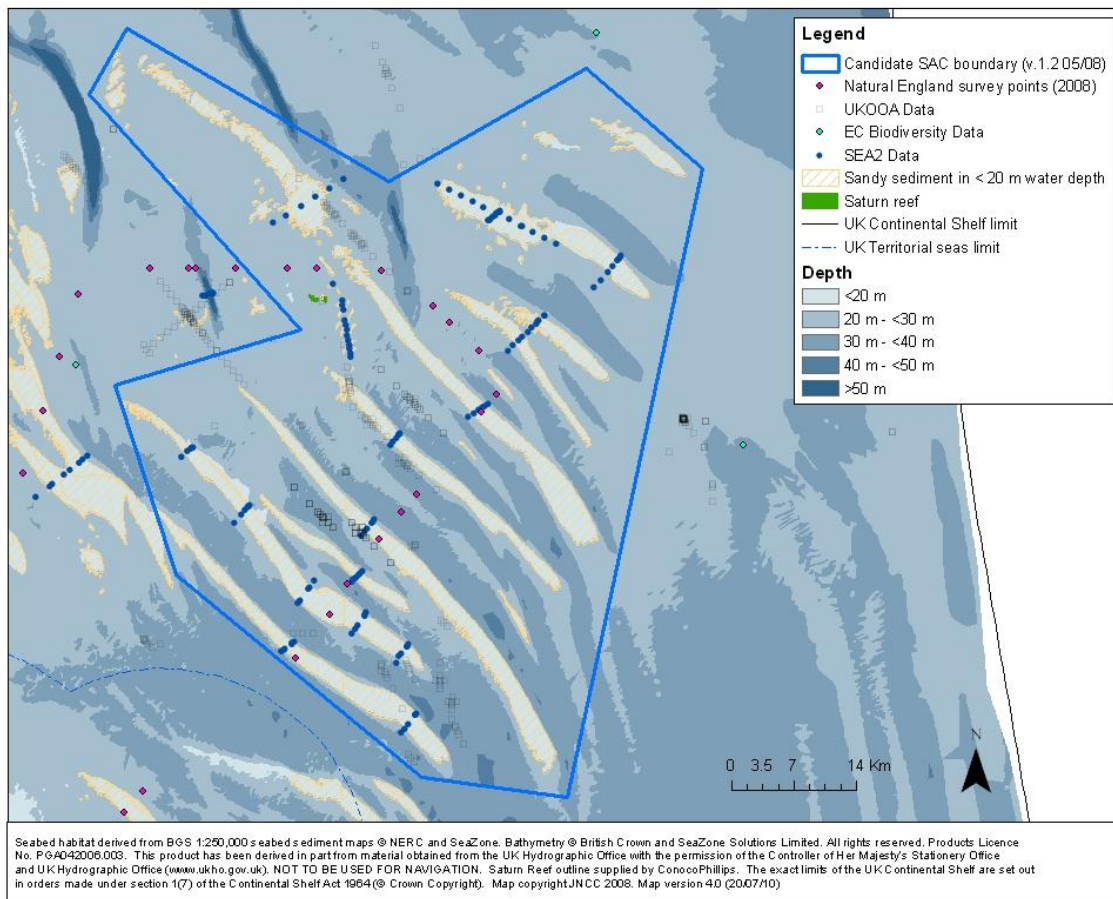 Legend
Candidate SAC boundary (v.1.2 05/08)
Natural England survey points (2008)
UKOOA Data
EC Biodiversity Data
SEA2 Data
Sandy sediment in < 20 m water depth
Saturn reef
UK Continental Shelf limit
UK Territorial seas limit
Depth
<20 m
20 m - <30 m
30 m - <40 m
40 m - <50 m
>50 m
N
0 3.5 7 14 Km
Seabed habitat derived from BGS 1:250,000 seabed sediment maps © NERC and SeaZone. Bathymetry © British Crown and SeaZone Solutions Limited. All rights reserved. Products Licence
No. PGA042006.003. This product has been derived in part from material obtained from the UK Hydrographic Office with the permission of the Controller of Her Majesty's Stationery Office
and UK Hydrographic Office (www.ukho.gov.uk). NOT TO BE USED FOR NAVIGATION. Saturn Reef outline supplied by ConocoPhillips. The exact limits of the UK Continental Shelf are set out
in orders made under section 1(7) of the Continental Shelf Act 1964 (© Crown Copyright). Map copyright JNCC 2008. Map version 4.0 (20/07/10)